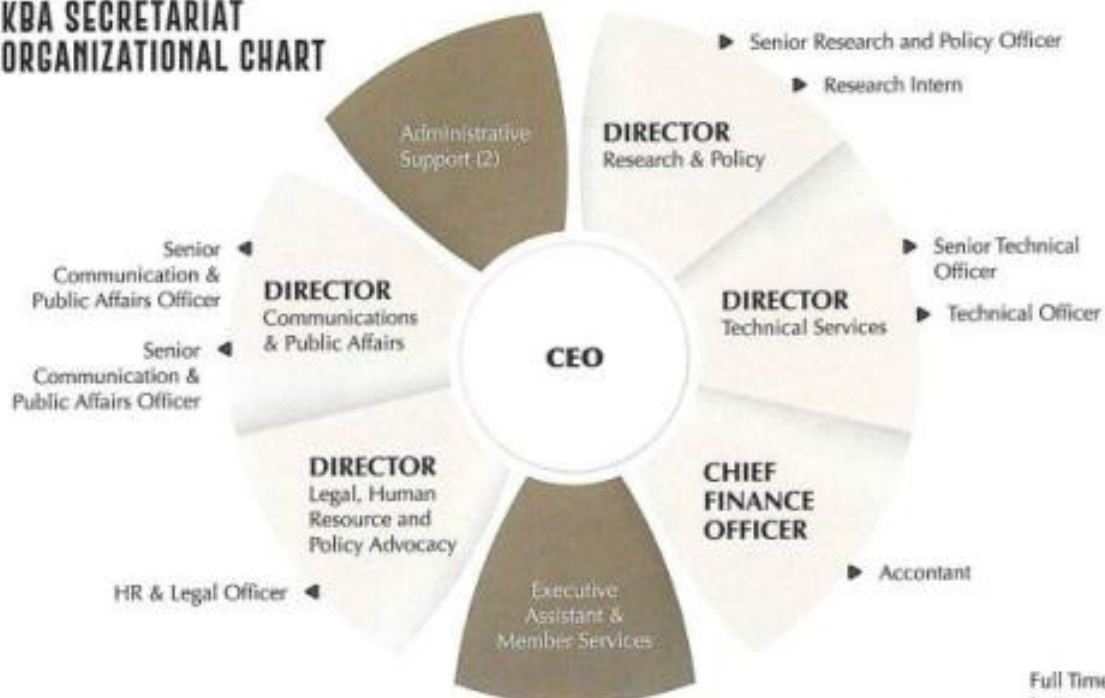 KBA SECRETARIAT
ORGANIZATIONAL CHART
Administrative
Support (2)
DIRECTOR
Research & Policy
Senior Research and Policy Officer
Research Intern
DIRECTOR
Technical Services
Senior Technical
Officer
Technical Officer
CHIEF
FINANCE
OFFICER
Accontant
Executive
Assistant &
Member Services
DIRECTOR
Legal, Human
Resource and
Policy Advocacy
HR & Legal Officer
DIRECTOR
Communications
& Public Affairs
Senior
Communication &
Public Affairs Officer
Senior
Communication &
Public Affairs Officer
CEO
Full Time